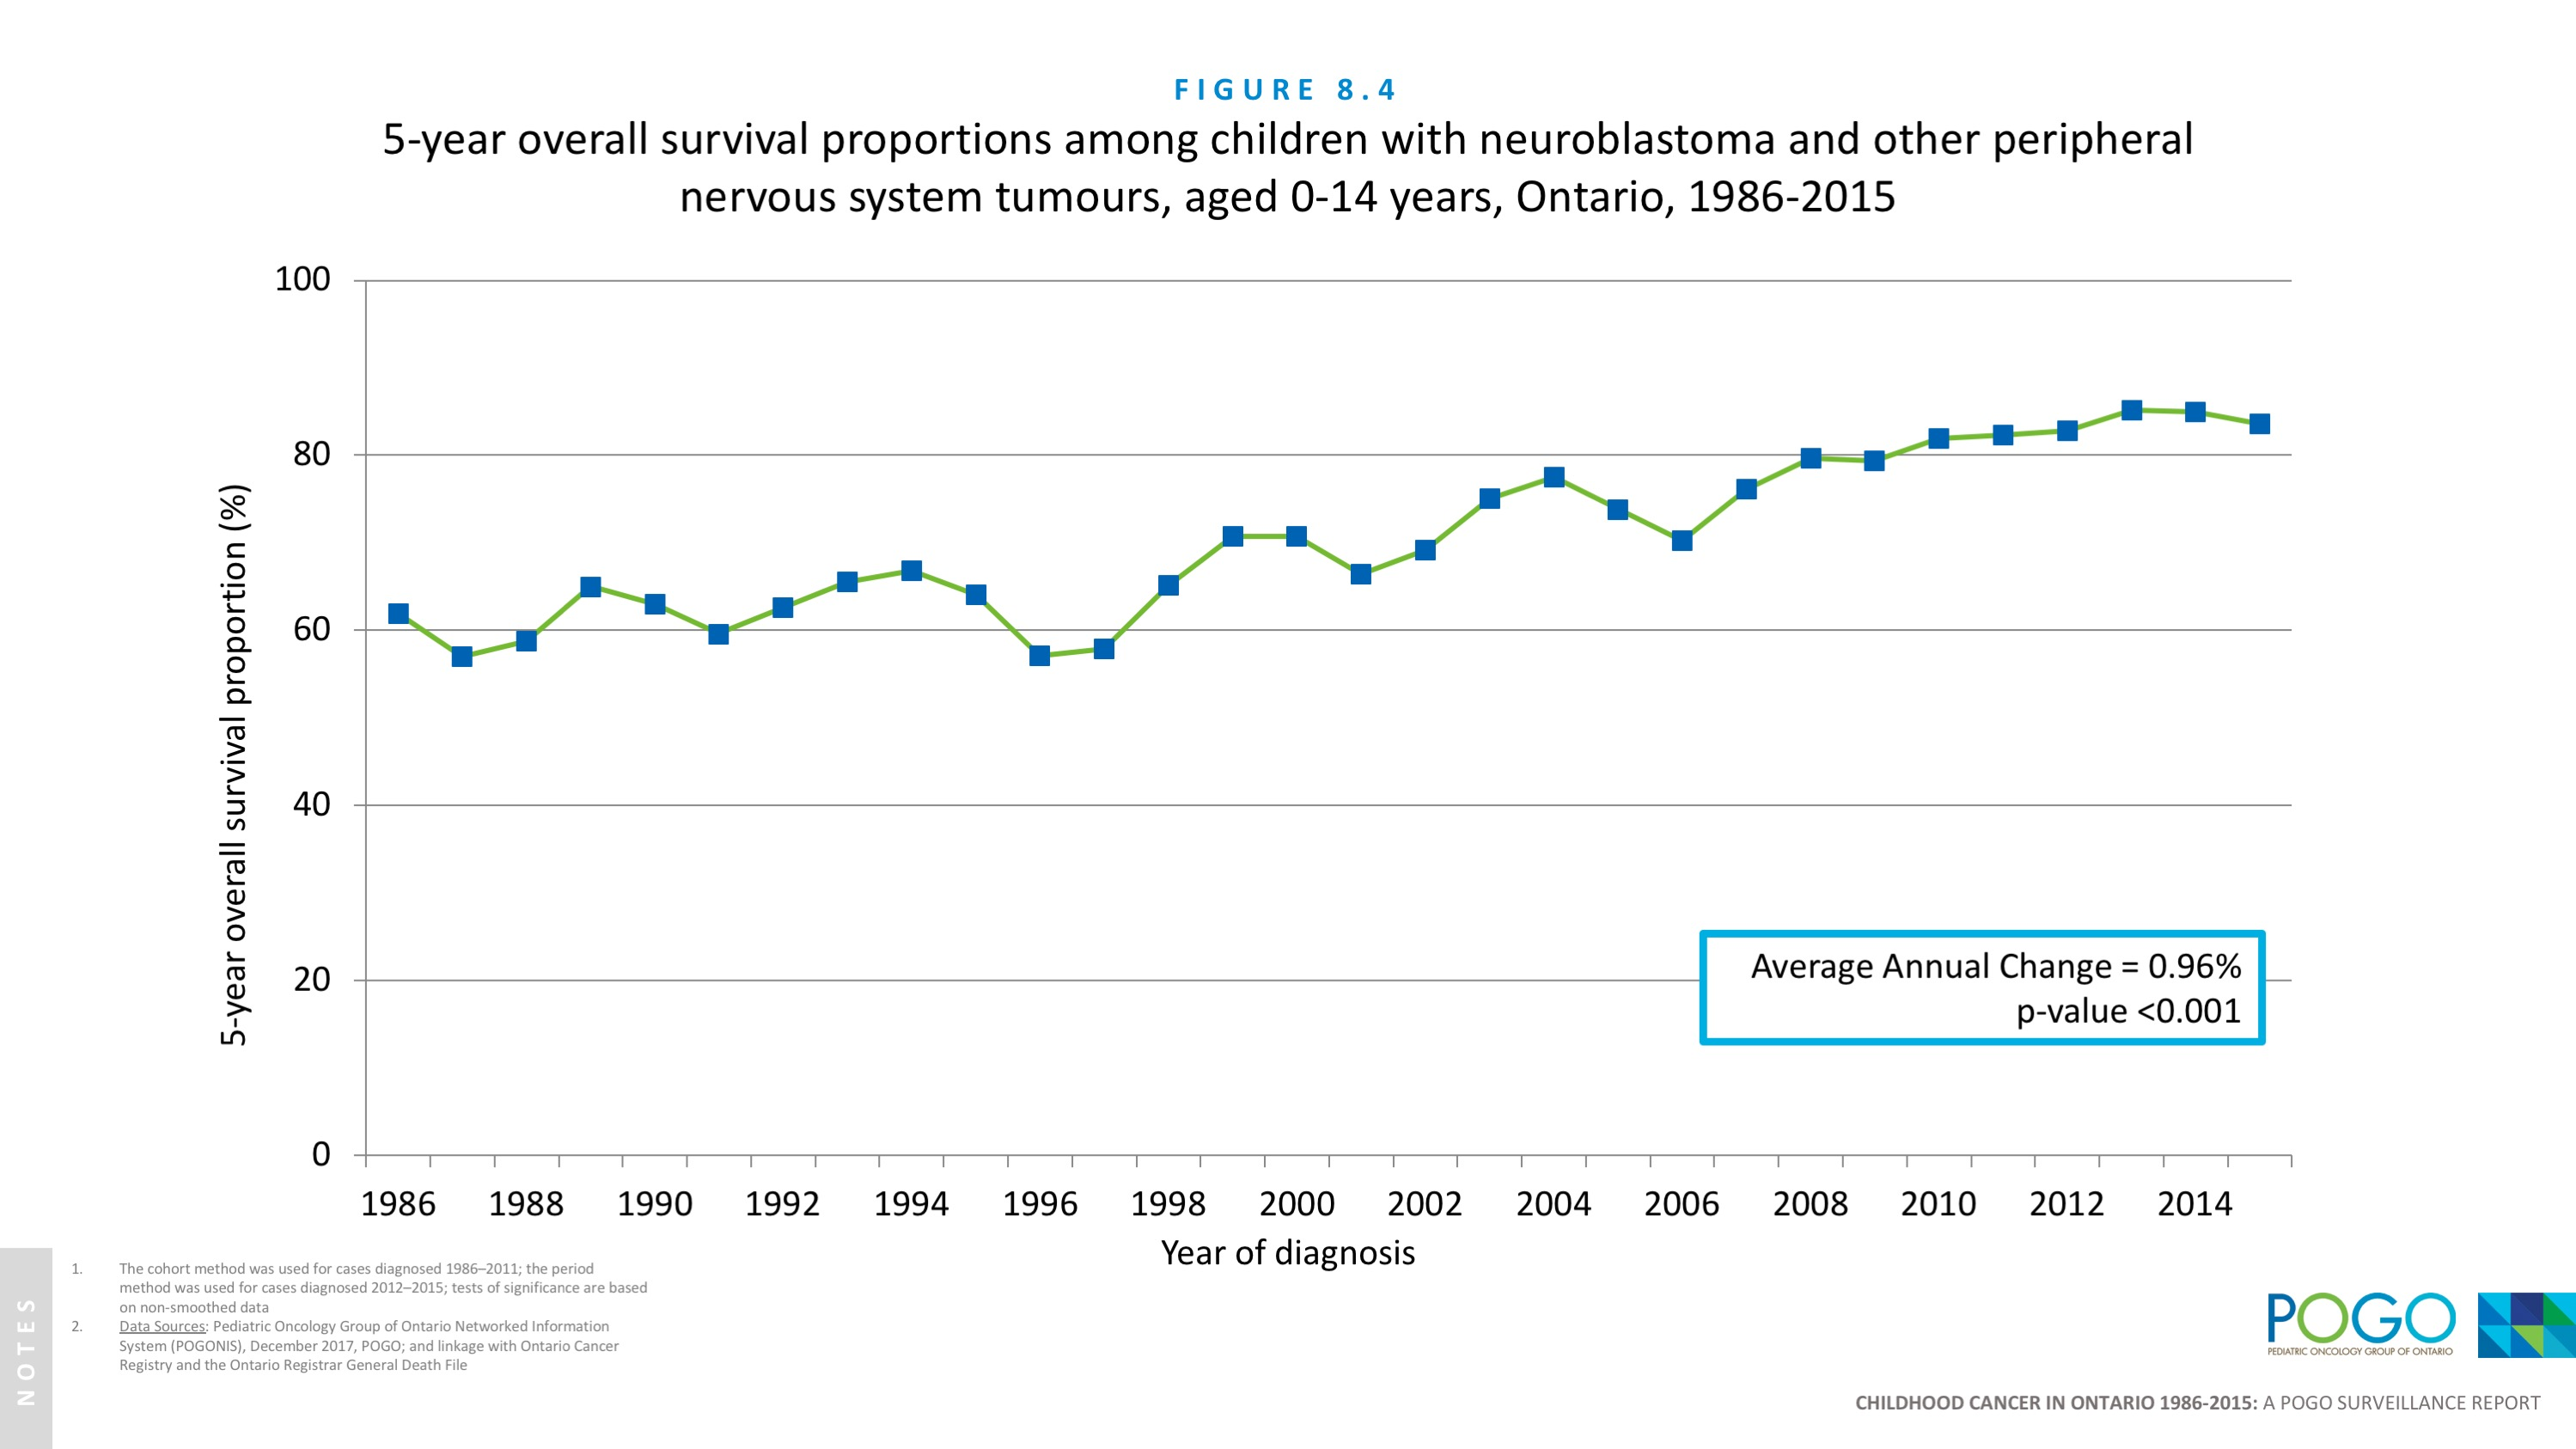 FIGURE 8.4
5-year overall survival proportions among children with neuroblastoma and other peripheral
nervous system tumours, aged 0-14 years, Ontario, 1986-2015
100
80
60
40
20
0
5-year overall survival proportion (%)
Average Annual Change = 0.96%
p-value <0.001
1986 1988 1990 1992 1994 1996 1998 2000 2002 2004 2006 2008 2010 2012 2014
Year of diagnosis
NOTES
1. The cohort method was used for cases diagnosed 1986–2011; the period
method was used for cases diagnosed 2012–2015; tests of significance are based
on non-smoothed data
2. Data Sources: Pediatric Oncology Group of Ontario Networked Information
System (POGONIS), December 2017, POGO; and linkage with Ontario Cancer
Registry and the Ontario Registrar General Death File
POGO
PEDIATRIC ONCOLOGY GROUP OF ONTARIO
CHILDHOOD CANCER IN ONTARIO 1986-2015: A POGO SURVEILLANCE REPORT